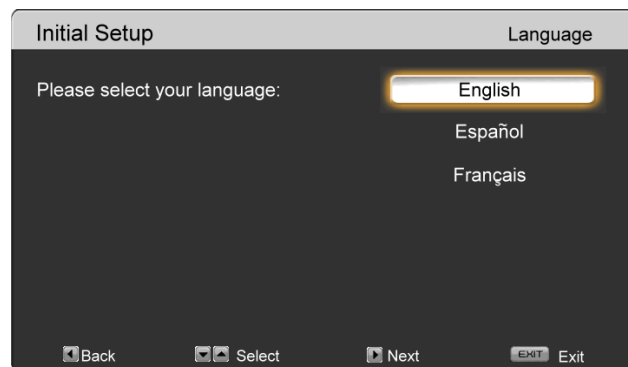 Initial Setup Language
Please select your language: English
Español
Français
Back Select Next EXIT Exit